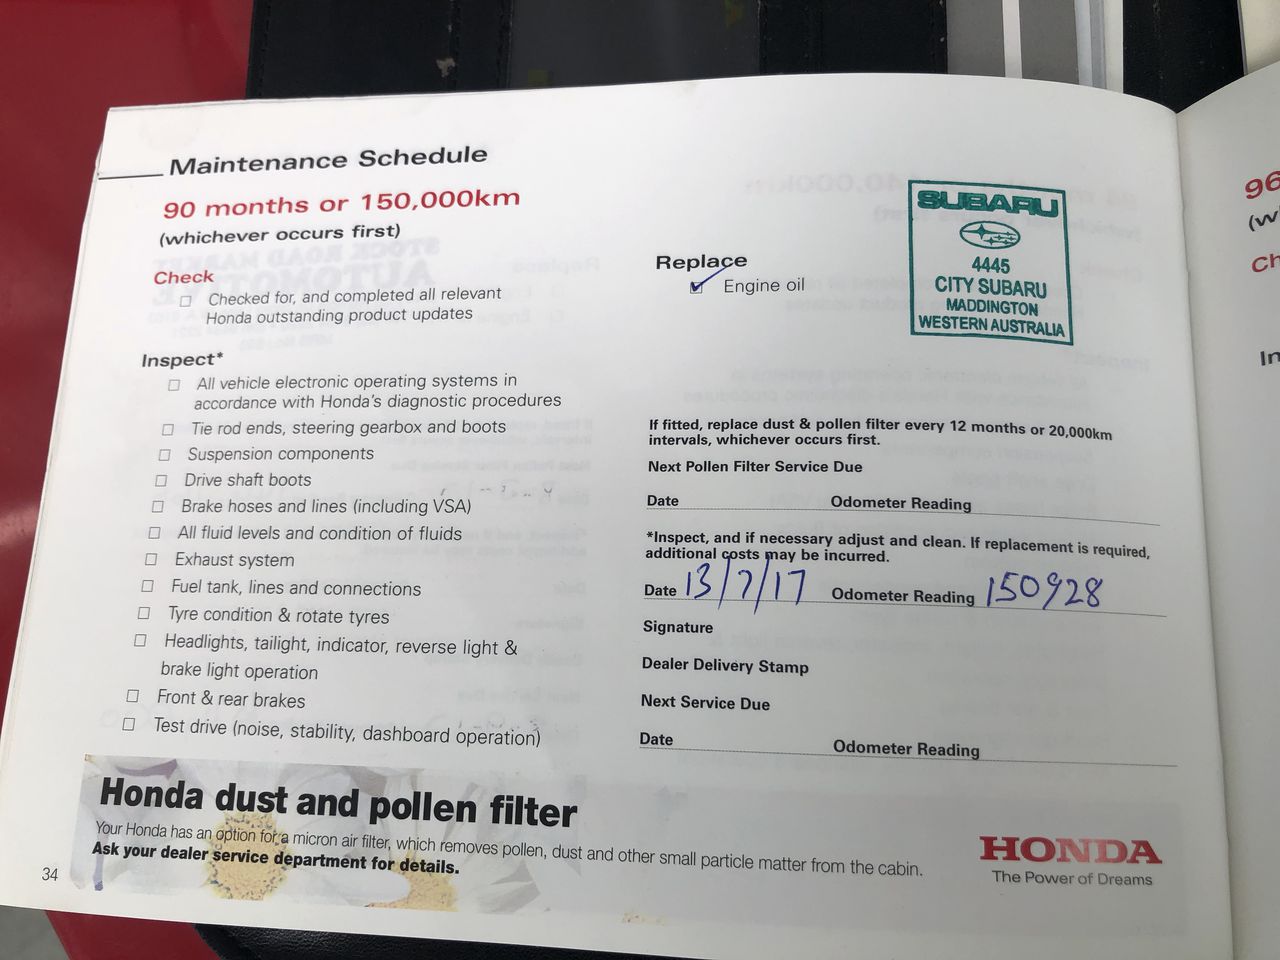 Maintenance Schedule
90 months or 150,000km
(whichever occurs first)
Check
Checked for, and completed all relevant
Honda outstanding product updates
Inspect*
All vehicle electronic operating systems in
accordance with Honda's diagnostic procedures
Tie rod ends, steering gearbox and boots
Suspension components
Drive shaft boots
Brake hoses and lines (including VSA)
All fluid levels and condition of fluids
Exhaust system
Fuel tank, lines and connections
Tyre condition & rotate tyres
Headlights, tailight, indicator, reverse light &
brake light operation
Front & rear brakes
Test drive (noise, stability, dashboard operation)
Replace
Engine oil
SUBARU
4445
CITY SUBARU
MADDINGTON
WESTERN AUSTRALIA
If fitted, replace dust & pollen filter every 12 months or 20,000km
intervals, whichever occurs first.
Next Pollen Filter Service Due
Date Odometer Reading
*Inspect, and if necessary adjust and clean. If replacement is required,
additional costs may be incurred.
Date 13/7/17 Odometer Reading 150928
Signature
Dealer Delivery Stamp
Next Service Due
Date Odometer Reading
Honda dust and pollen filter
Your Honda has an option for a micron air filter, which removes pollen, dust and other small particle matter from the cabin.
Ask your dealer service department for details.
HONDA
The Power of Dreams
34
96